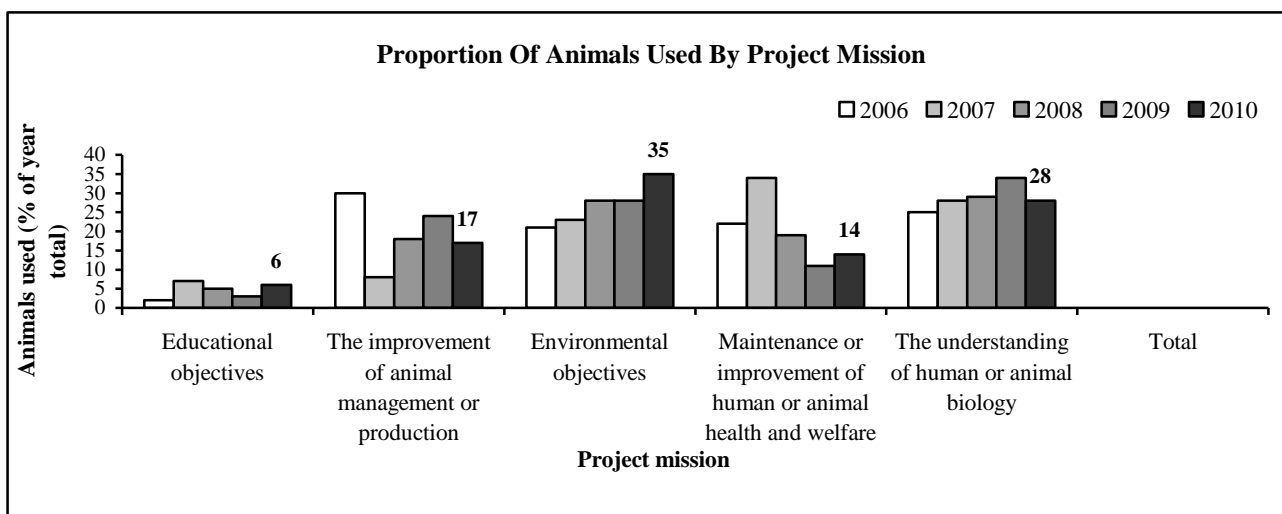 Proportion Of Animals Used By Project Mission
2006 2007 2008 2009 2010
Animals used (% of year
total)
40
35
30
25
20
15
10
5
0
6
17
35
14
28
Educational
objectives
The improvement
of animal
management or
production
Environmental
objectives
Maintenance or
improvement of
human or animal
health and welfare
The understanding
of human or animal
biology
Total
Project mission